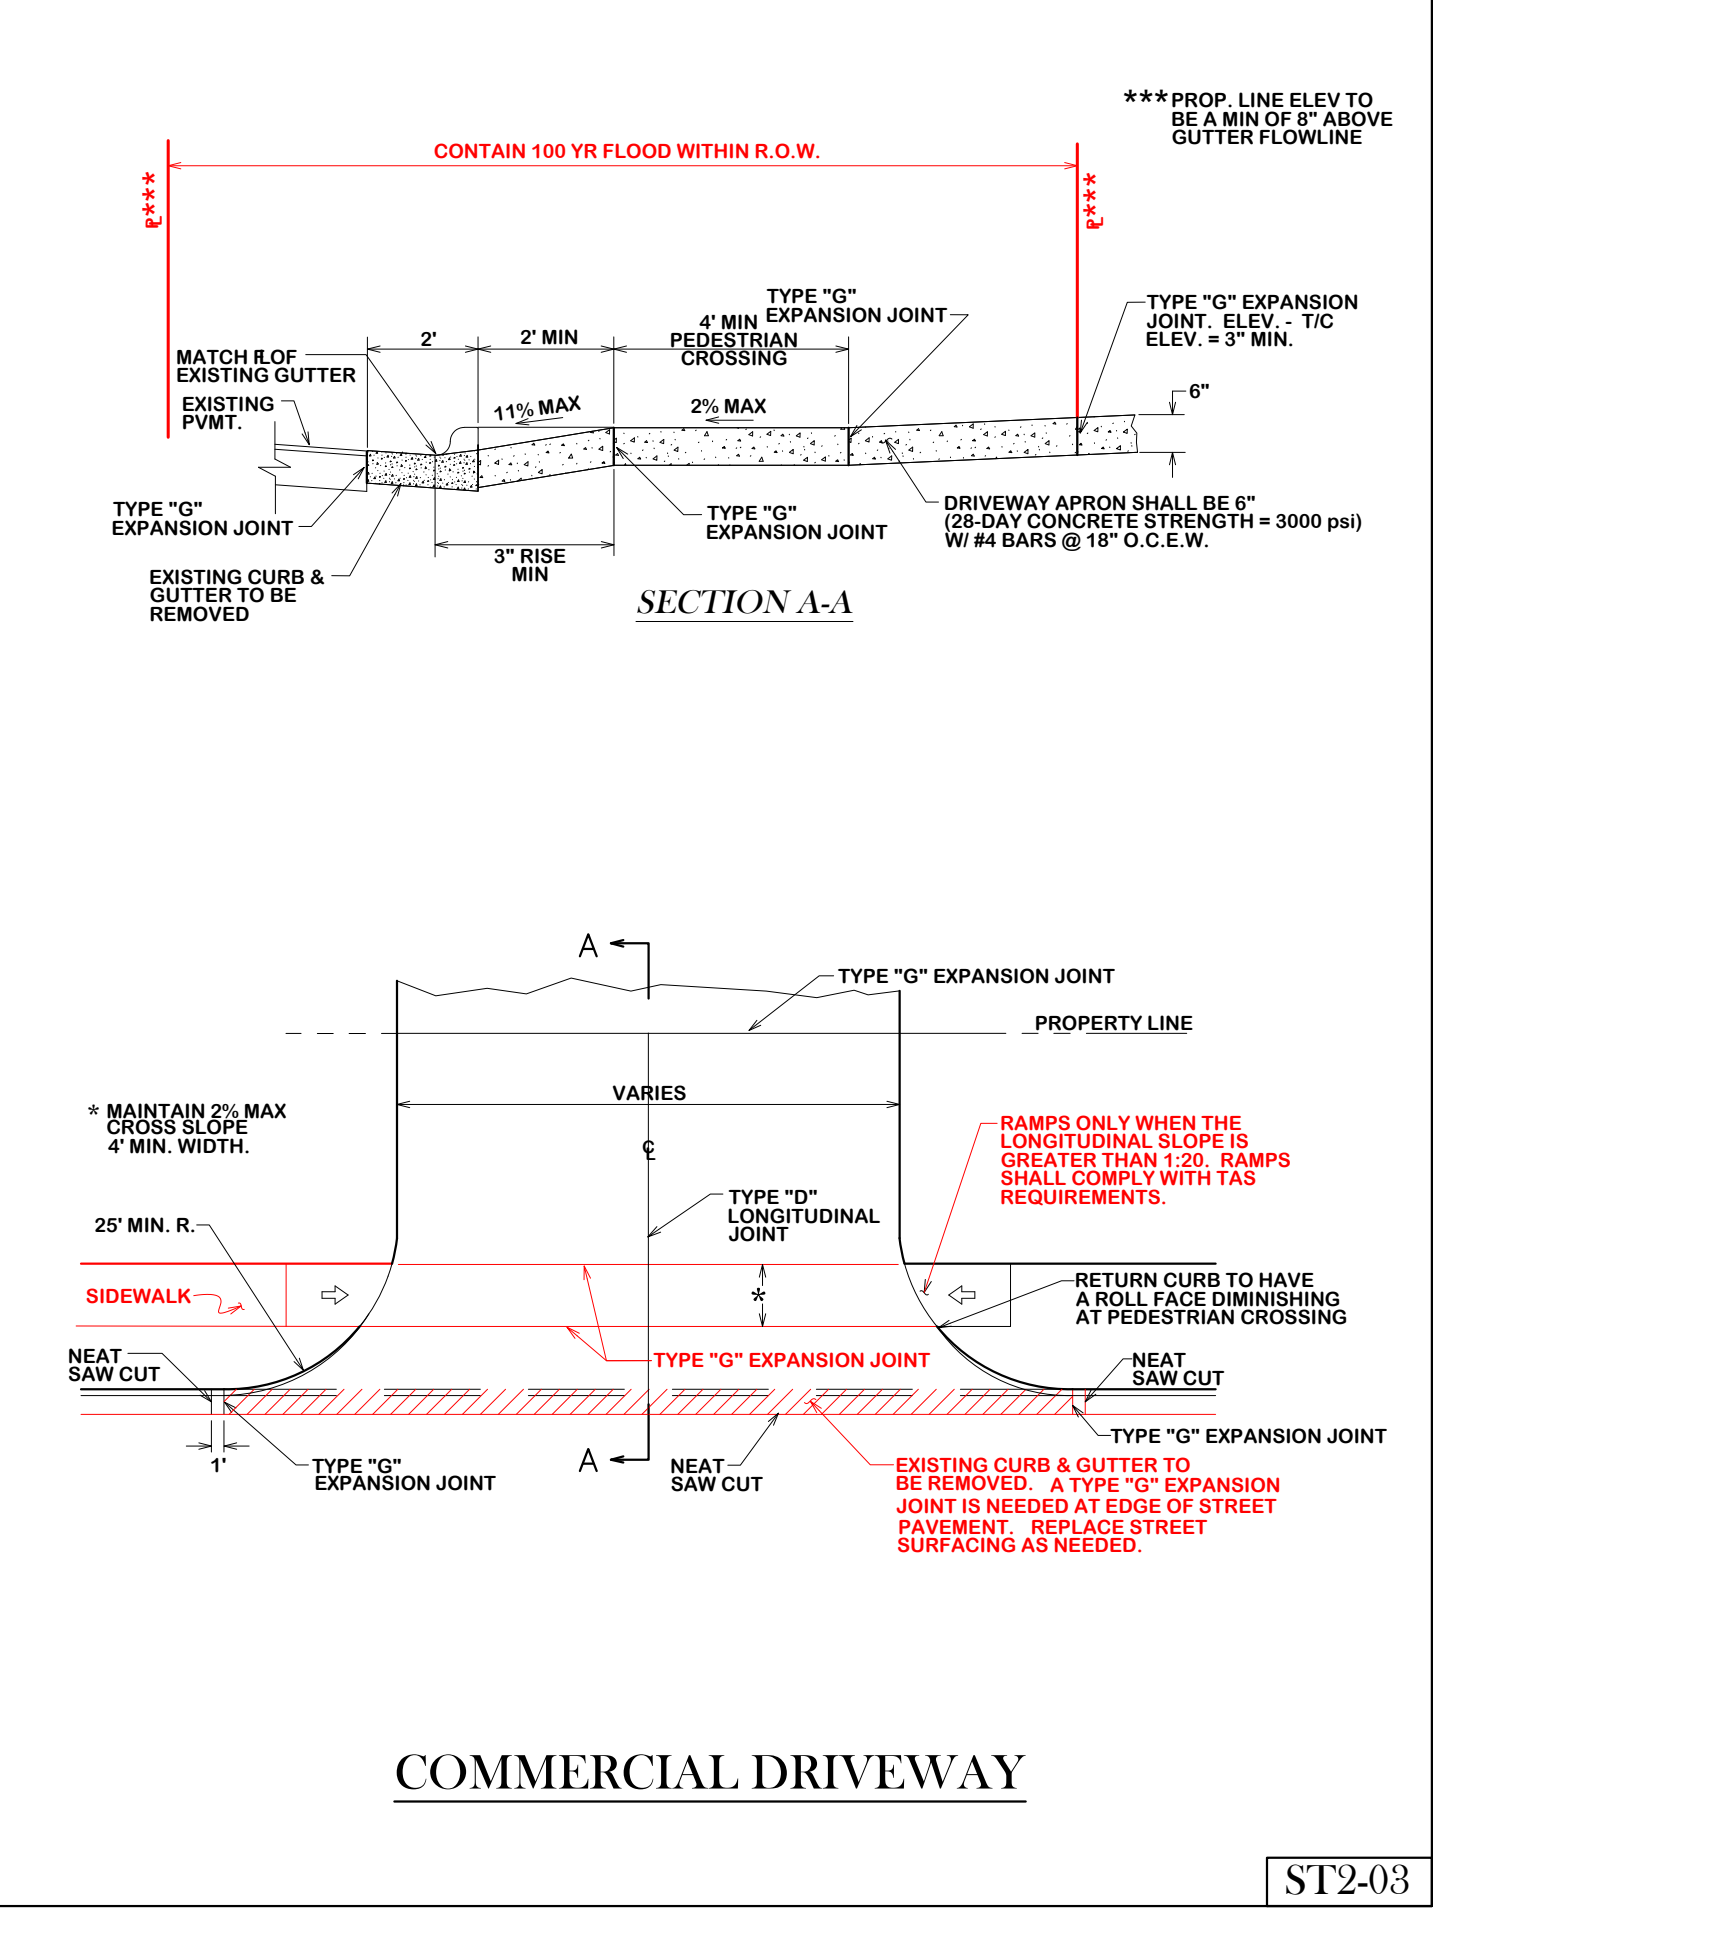 ***PROP. LINE ELEV TO
BE A MIN OF 8" ABOVE
GUTTER FLOWLINE
CONTAIN 100 YR FLOOD WITHIN R.O.W.
PL***
PL***
TYPE "G"
EXPANSION JOINT
TYPE "G" EXPANSION
JOINT. ELEV. - T/C
ELEV. = 3" MIN.
2'
2' MIN
4' MIN
PEDESTRIAN
CROSSING
MATCH FL OF
EXISTING GUTTER
EXISTING
PVMT.
11% MAX
2% MAX
6"
TYPE "G"
EXPANSION JOINT
TYPE "G"
EXPANSION JOINT
DRIVEWAY APRON SHALL BE 6"
(28-DAY CONCRETE STRENGTH = 3000 psi)
W/ #4 BARS @ 18" O.C.E.W.
3" RISE
MIN
EXISTING CURB &
GUTTER TO BE
REMOVED
SECTION A-A
A
TYPE "G" EXPANSION JOINT
PROPERTY LINE
VARIES
* MAINTAIN 2% MAX
CROSS SLOPE
4' MIN. WIDTH.
CL
RAMPS ONLY WHEN THE
LONGITUDINAL SLOPE IS
GREATER THAN 1:20. RAMPS
SHALL COMPLY WITH TAS
REQUIREMENTS.
TYPE "D"
LONGITUDINAL
JOINT
25' MIN. R.
SIDEWALK
*
RETURN CURB TO HAVE
A ROLL FACE DIMINISHING
AT PEDESTRIAN CROSSING
NEAT
SAW CUT
TYPE "G" EXPANSION JOINT
NEAT
SAW CUT
1'
TYPE "G"
EXPANSION JOINT
A
NEAT
SAW CUT
TYPE "G" EXPANSION JOINT
EXISTING CURB & GUTTER TO
BE REMOVED. A TYPE "G" EXPANSION
JOINT IS NEEDED AT EDGE OF STREET
PAVEMENT. REPLACE STREET
SURFACING AS NEEDED.
COMMERCIAL DRIVEWAY
ST2-03